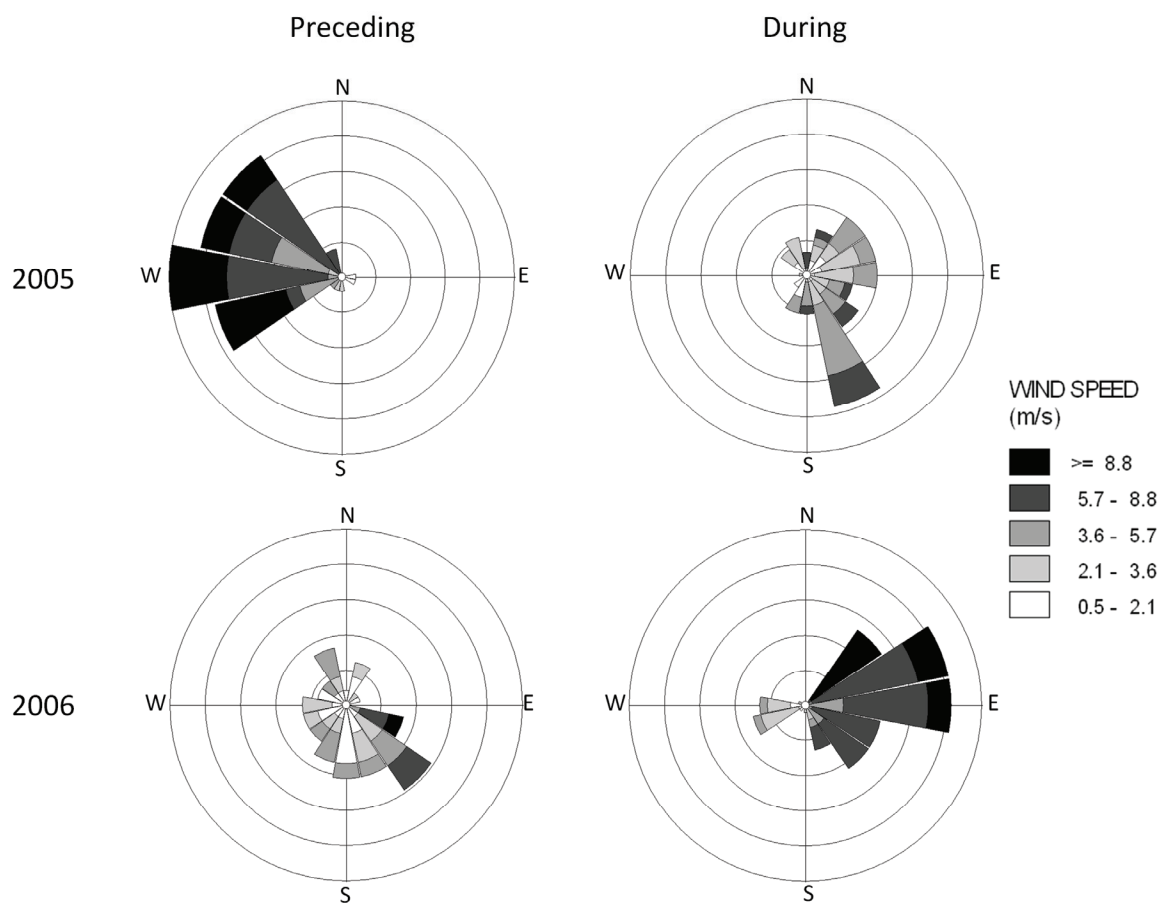 Preceding
During
2005
N
W
E
S
N
W
E
S
WIND SPEED
(m/s)
>= 8.8
5.7 - 8.8
3.6 - 5.7
2.1 - 3.6
0.5 - 2.1
2006
N
W
E
S
N
W
E
S